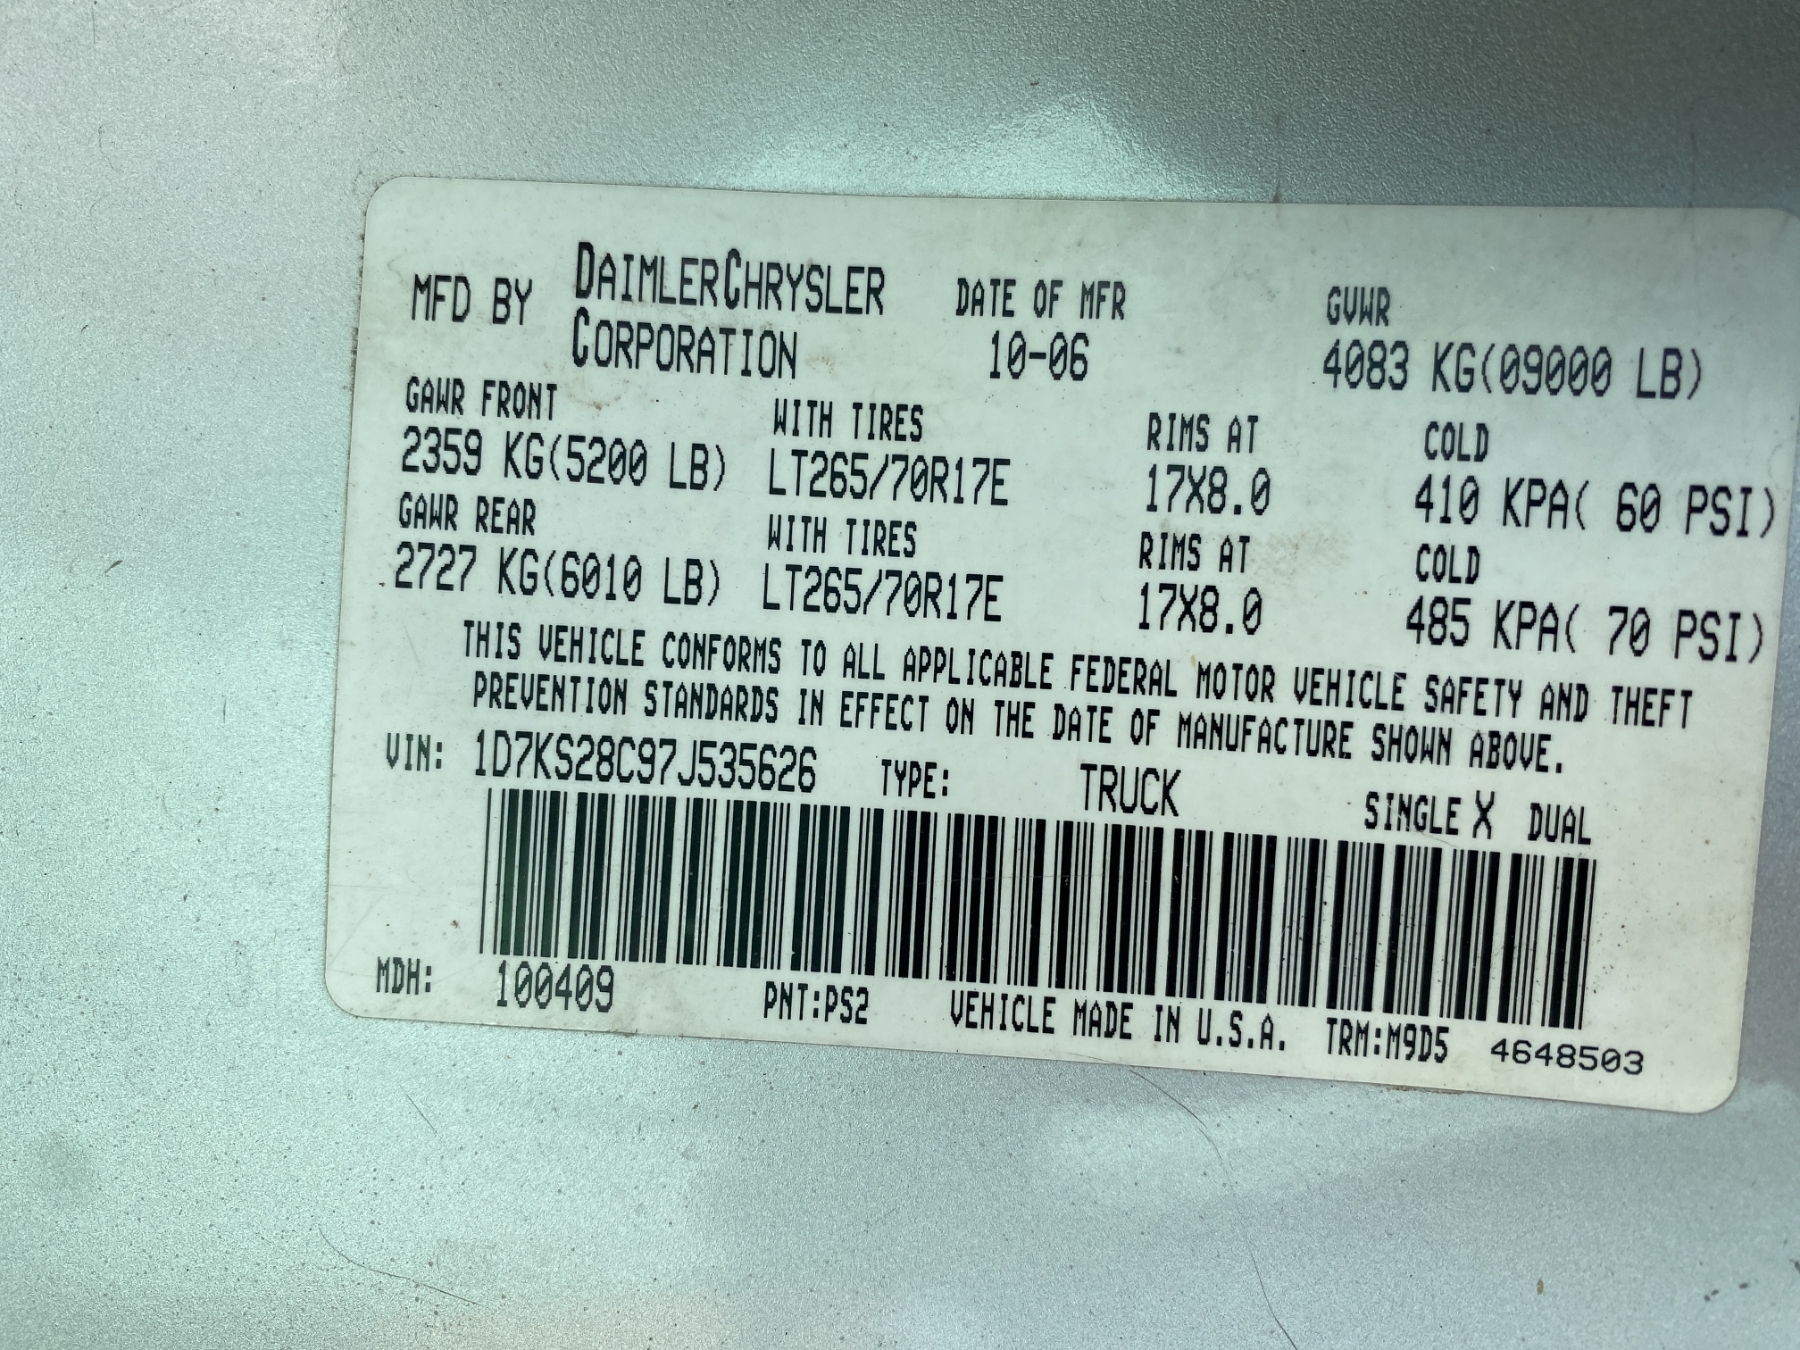 MFD BY DAIMLERCHRYSLER CORPORATION DATE OF MFR 10-06 GVWR 4083 KG(09000 LB)
GAWR FRONT WITH TIRES RIMS AT COLD
2359 KG(5200 LB) LT265/70R17E 17X8.0 410 KPA( 60 PSI)
GAWR REAR WITH TIRES RIMS AT COLD
2727 KG(6010 LB) LT265/70R17E 17X8.0 485 KPA( 70 PSI)
THIS VEHICLE CONFORMS TO ALL APPLICABLE FEDERAL MOTOR VEHICLE SAFETY AND THEFT
PREVENTION STANDARDS IN EFFECT ON THE DATE OF MANUFACTURE SHOWN ABOVE.
VIN: 1D7KS28C97J535626 TYPE: TRUCK SINGLE X DUAL
MDH: 100409 PNT:PS2 VEHICLE MADE IN U.S.A. TRM:M9D5 4648503